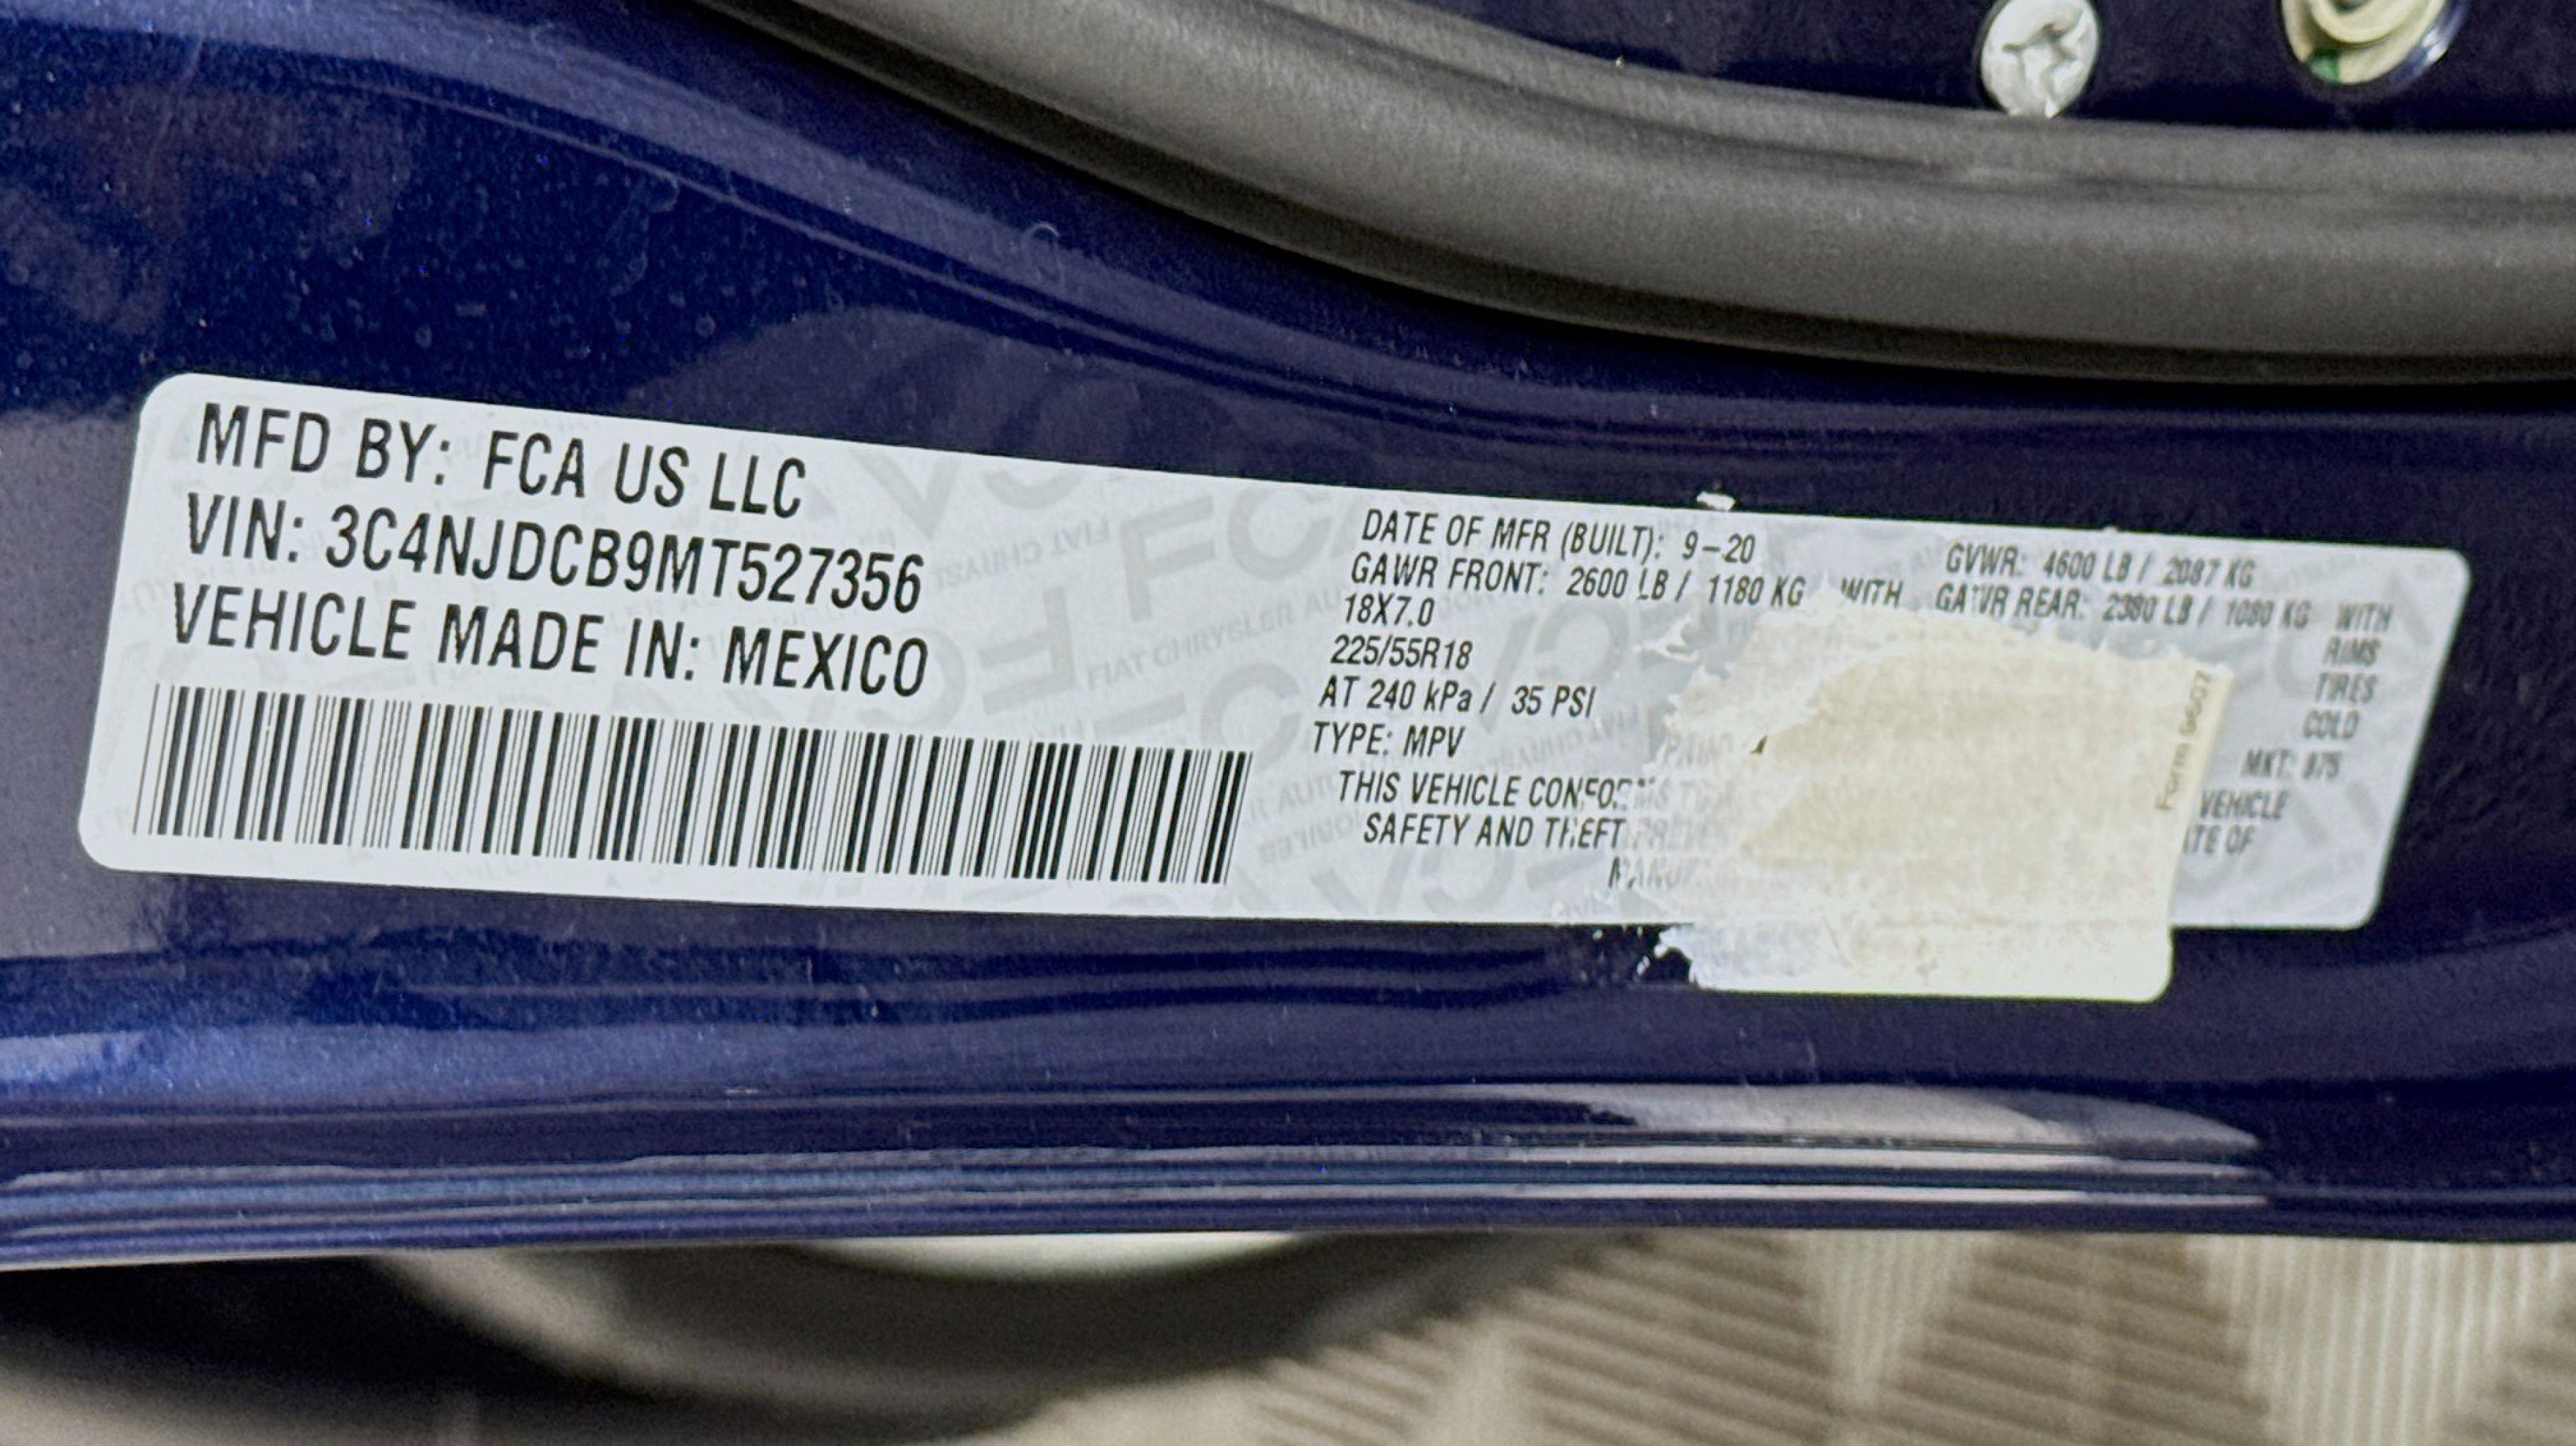 MFD BY: FCA US LLC
VIN: 3C4NJDCB9MT527356
VEHICLE MADE IN: MEXICO
DATE OF MFR (BUILT): 9-20 GVWR: 4600 LB / 2087 KG
GAWR FRONT: 2600 LB / 1180 KG WITH GAWR REAR: 2380 LB / 1080 KG WITH
18X7.0 RIMS
225/55R18 TIRES
AT 240 kPa / 35 PSI COLD
TYPE: MPV MKT: 875
THIS VEHICLE CONFORMS VEHICLE
SAFETY AND THEFT OF
Form 9607